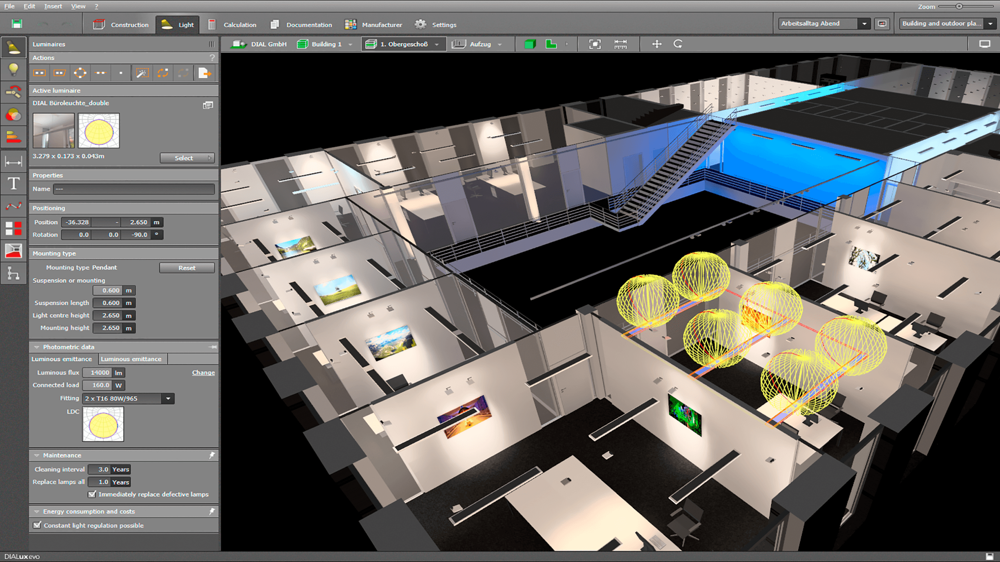 File Edit Insert View ?
Zoom
Construction Light Calculation Documentation Manufacturer Settings
Arbeitsalltag Abend
Building and outdoor pla...
Luminaires
DIAL GmbH Building 1 1. Obergeschoß Aufzug
Actions ?
Active luminaire
DIAL Büroleuchte_double
3.279 x 0.173 x 0.043m
Select
Properties
Name ---
Positioning
Position -36.328 - 2.650 m
Rotation 0.0 0.0 -90.0 °
Mounting type
Mounting type Pendant Reset
Suspension or mounting
0.600 m
Suspension length 0.600 m
Light centre height 2.650 m
Mounting height 2.650 m
Photometric data
Luminous emittance Luminous emittance
Luminous flux 14000 lm Change
Connected load 160.0 W
Fitting 2 x T16 80W/965
LDC
Maintenance
Cleaning interval 3.0 Years
Replace lamps all 1.0 Years
Immediately replace defective lamps
Energy consumption and costs
Constant light regulation possible
DIALux evo
T